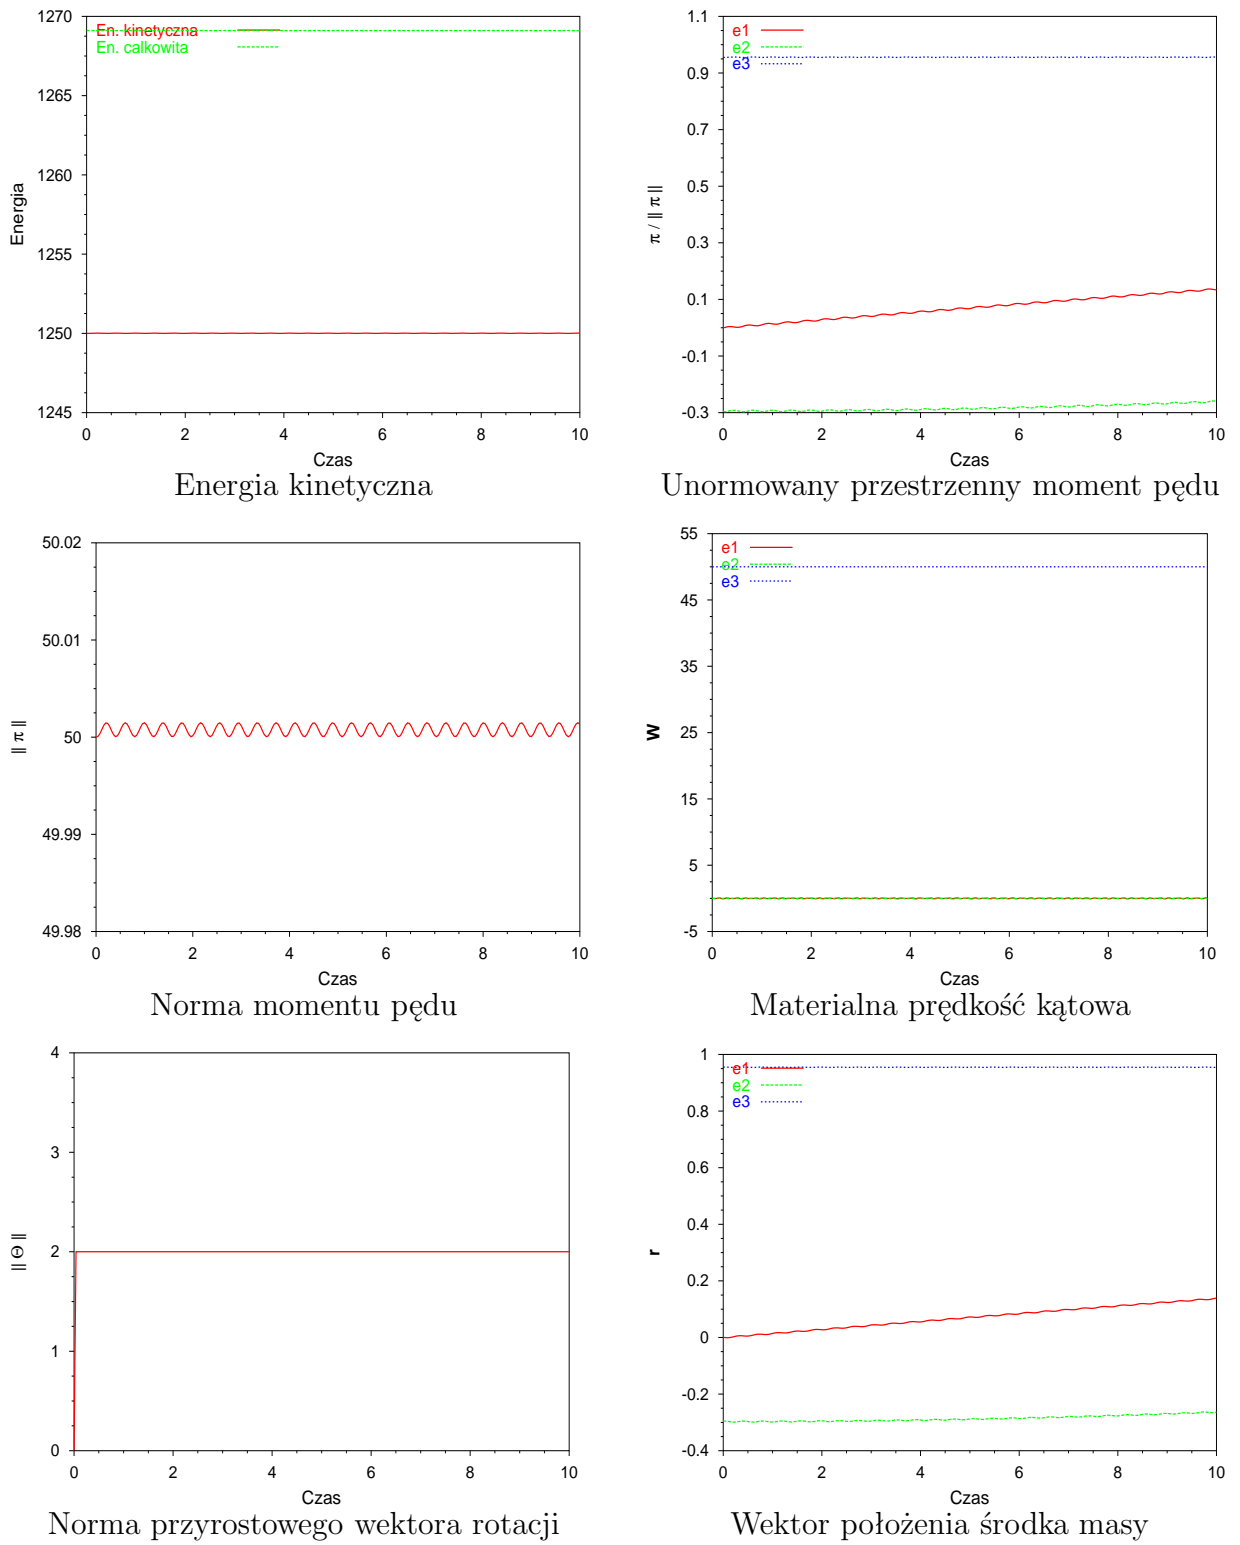 1270
1265
1260
1255
1250
1245
Energia
En. kinetyczna
En. calkowita
0 2 4 6 8 10
Czas
Energia kinetyczna
1.1
0.9
0.7
0.5
0.3
0.1
-0.1
-0.3
π / || π ||
e1
e2
e3
0 2 4 6 8 10
Czas
Unormowany przestrzenny moment pędu
50.02
50.01
50
49.99
49.98
|| π ||
0 2 4 6 8 10
Czas
Norma momentu pędu
55
45
35
25
15
5
-5
W
e1
e2
e3
0 2 4 6 8 10
Czas
Materialna prędkość kątowa
4
3
2
1
0
|| Θ ||
0 2 4 6 8 10
Czas
Norma przyrostowego wektora rotacji
1
0.8
0.6
0.4
0.2
0
-0.2
-0.4
r
e1
e2
e3
0 2 4 6 8 10
Czas
Wektor położenia środka masy